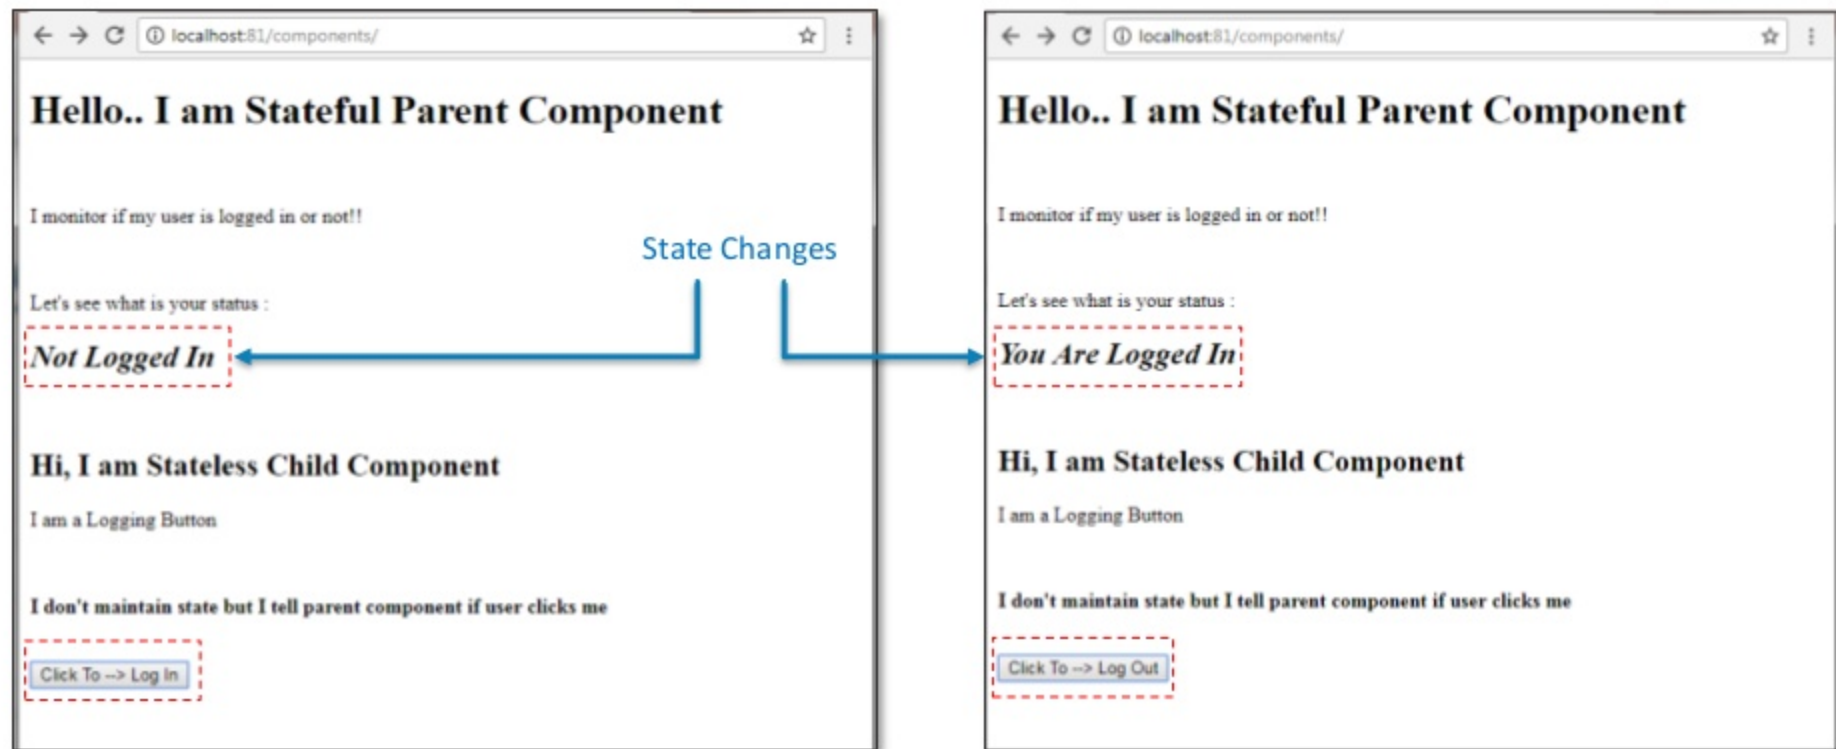 localhost:81/components/
Hello.. I am Stateful Parent Component
I monitor if my user is logged in or not!!
Let's see what is your status :
Not Logged In
Hi, I am Stateless Child Component
I am a Logging Button
I don't maintain state but I tell parent component if user clicks me
Click To --> Log In
State Changes
localhost:81/components/
Hello.. I am Stateful Parent Component
I monitor if my user is logged in or not!!
Let's see what is your status :
You Are Logged In
Hi, I am Stateless Child Component
I am a Logging Button
I don't maintain state but I tell parent component if user clicks me
Click To --> Log Out